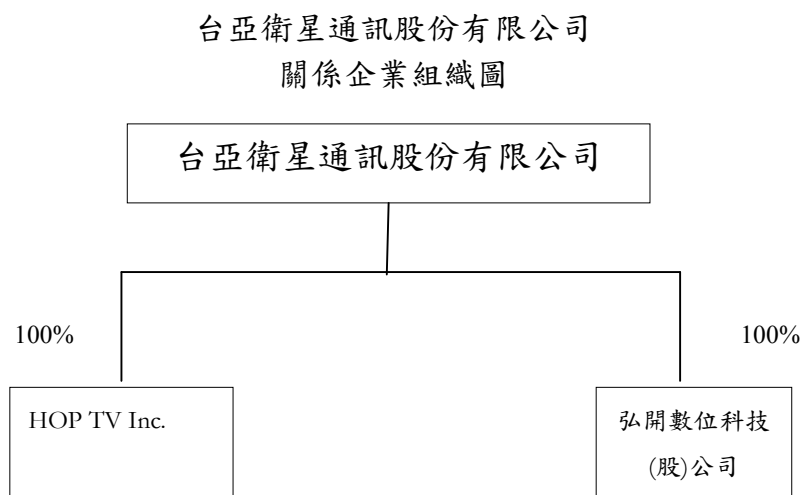 台亞衛星通訊股份有限公司
關係企業組織圖
台亞衛星通訊股份有限公司
100%
100%
HOP TV Inc.
弘開數位科技
(股)公司